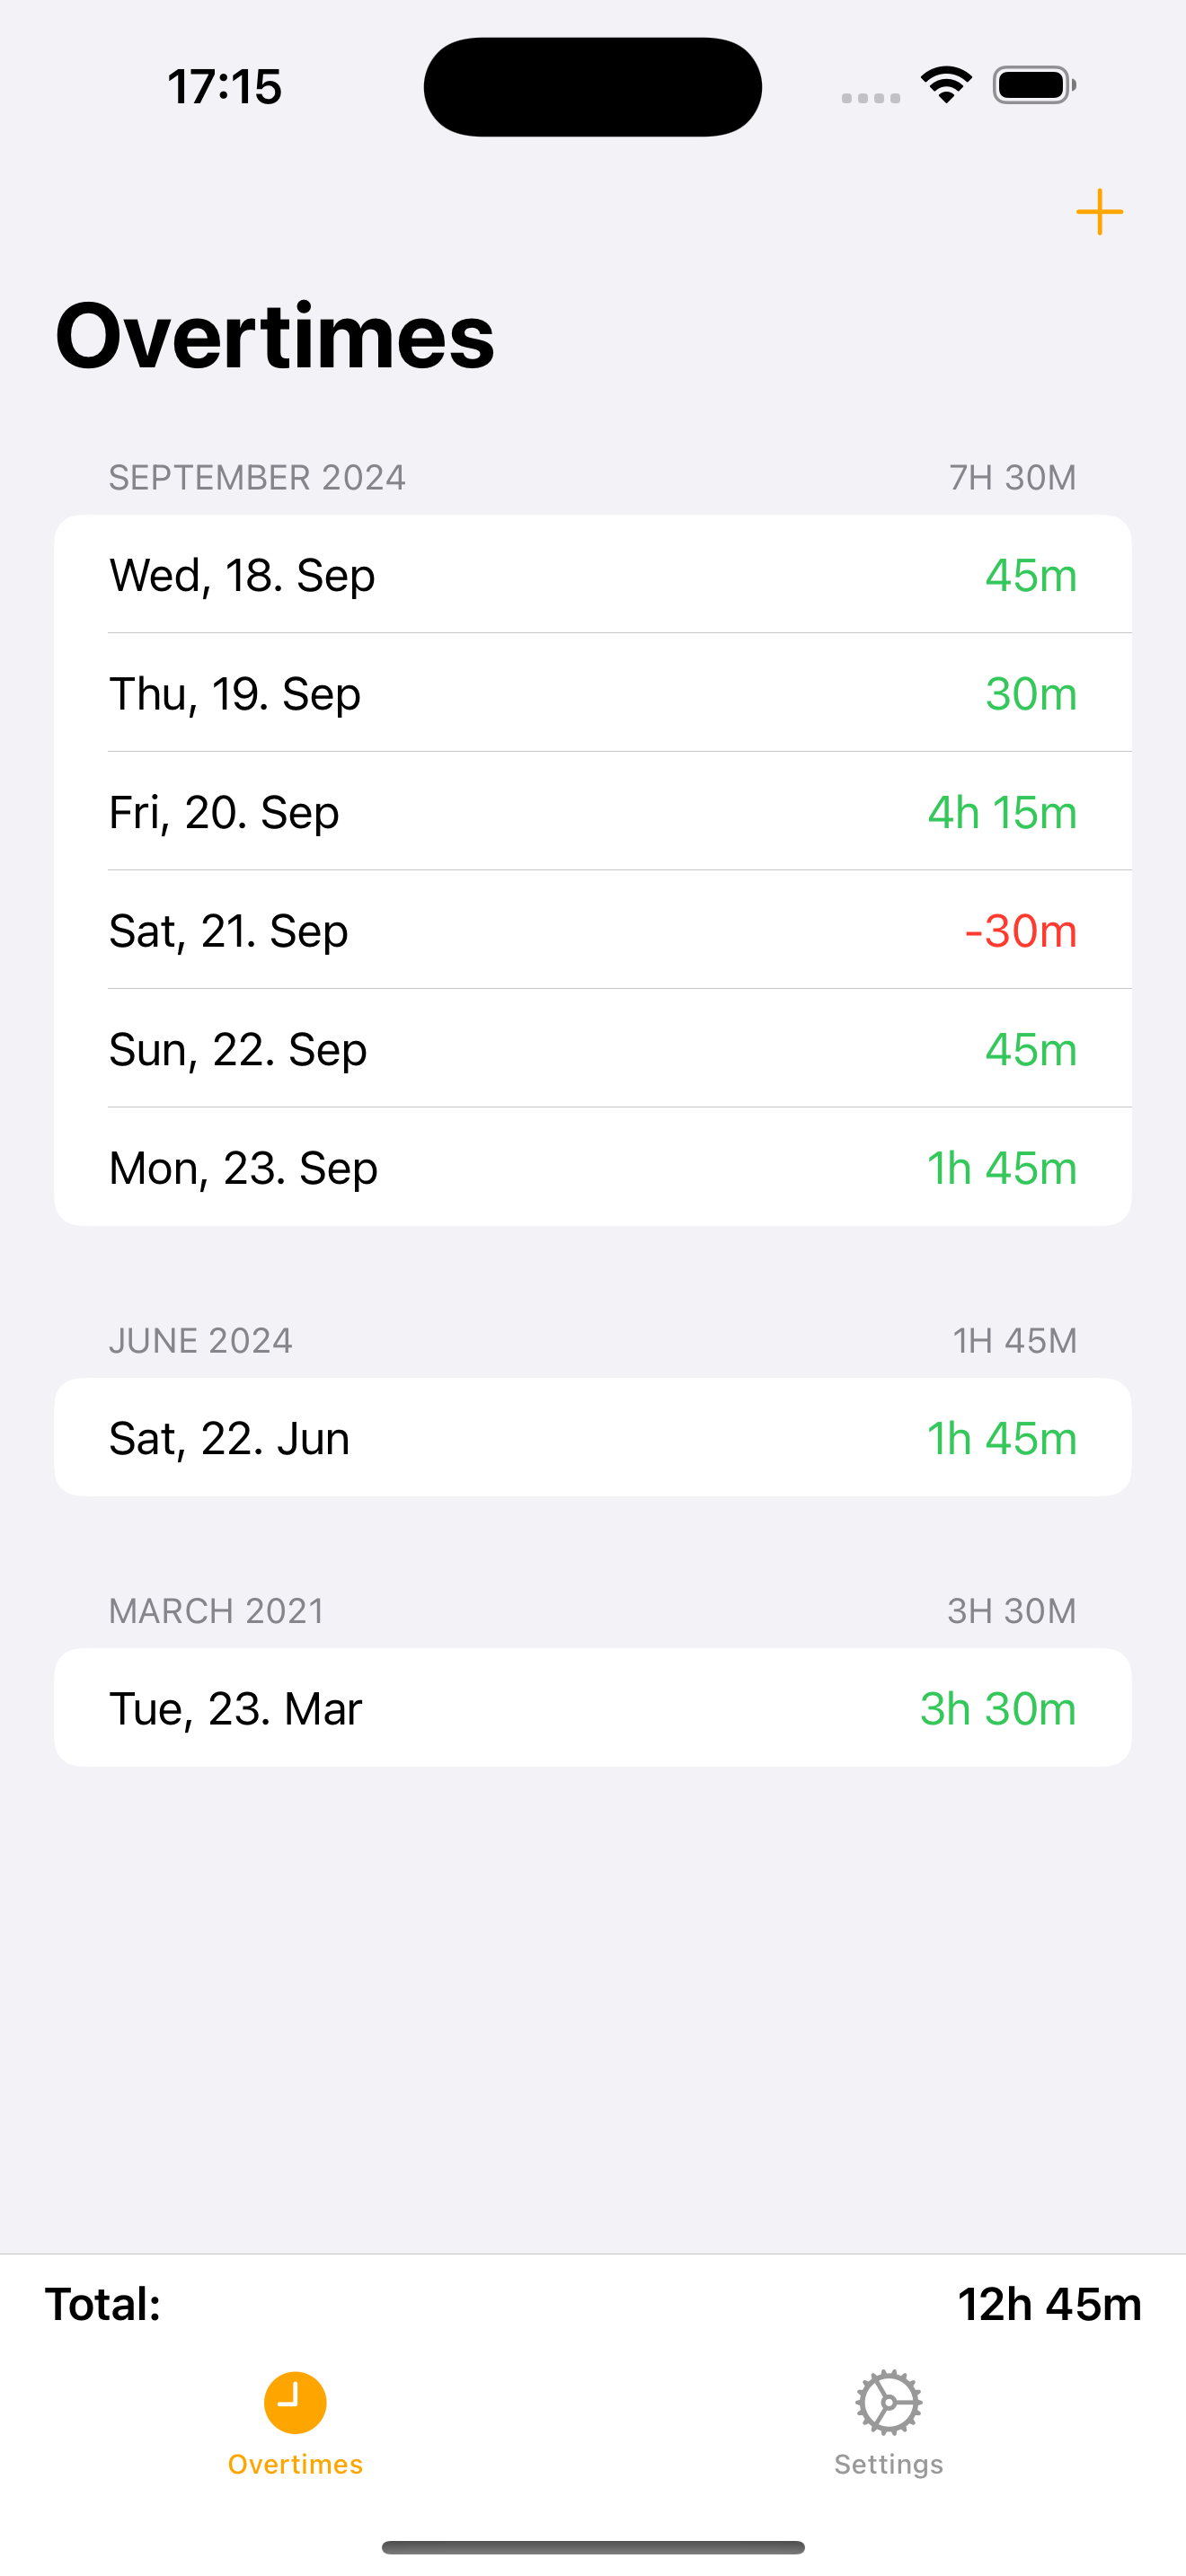 17:15
Overtimes
SEPTEMBER 2024 7H 30M
Wed, 18. Sep 45m
Thu, 19. Sep 30m
Fri, 20. Sep 4h 15m
Sat, 21. Sep -30m
Sun, 22. Sep 45m
Mon, 23. Sep 1h 45m
JUNE 2024 1H 45M
Sat, 22. Jun 1h 45m
MARCH 2021 3H 30M
Tue, 23. Mar 3h 30m
Total: 12h 45m
Overtimes Settings